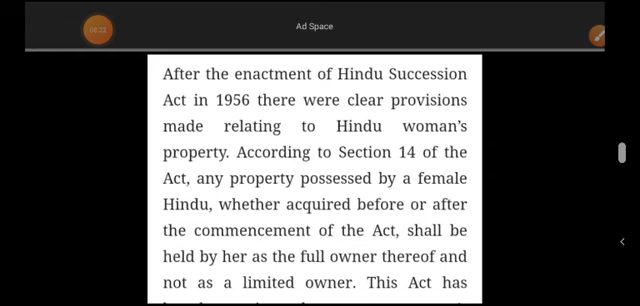 08:22
Ad Space
After the enactment of Hindu Succession
Act in 1956 there were clear provisions
made relating to Hindu woman's
property. According to Section 14 of the
Act, any property possessed by a female
Hindu, whether acquired before or after
the commencement of the Act, shall be
held by her as the full owner thereof and
not as a limited owner. This Act has